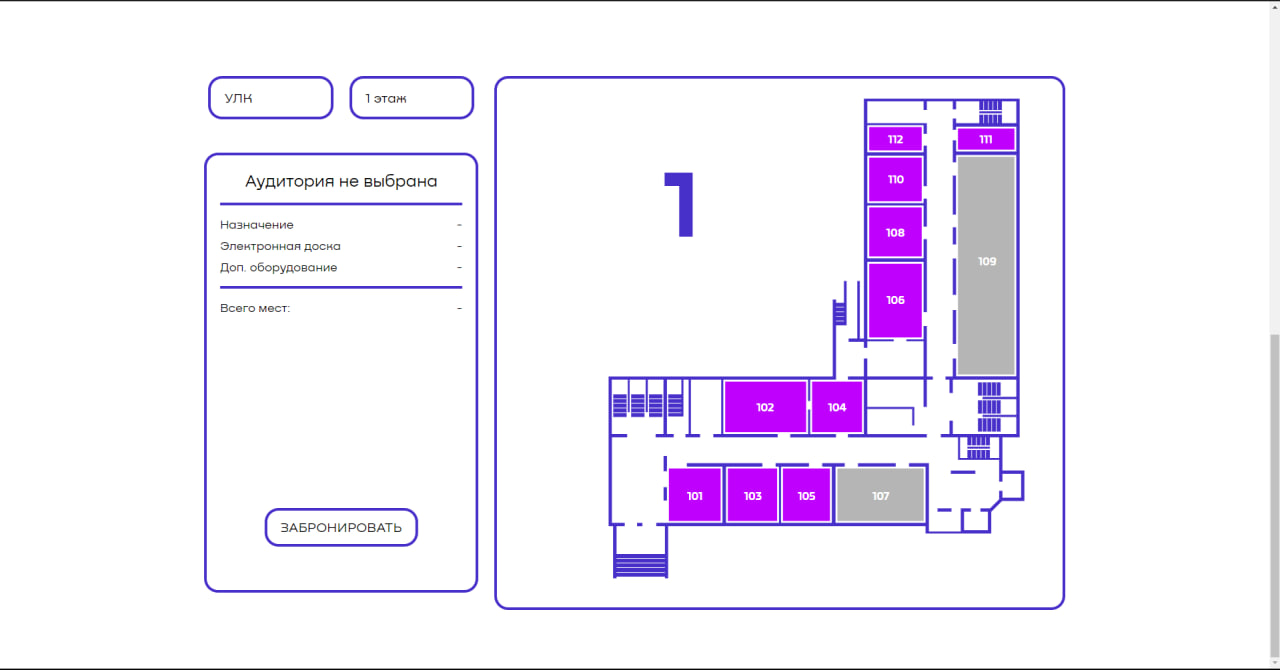 УЛК
1 этаж
Аудитория не выбрана
Назначение -
Электронная доска -
Доп. оборудование -
Всего мест: -
ЗАБРОНИРОВАТЬ
1
112
111
110
108
109
106
102
104
101
103
105
107